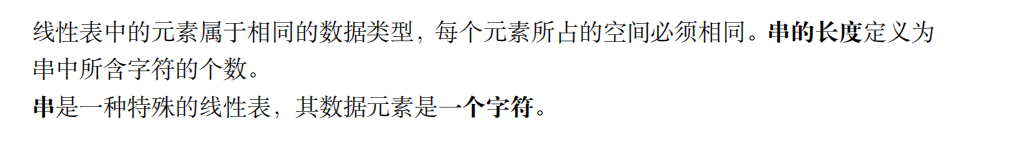 线性表中的元素属于相同的数据类型，每个元素所占的空间必须相同。串的长度定义为
串中所含字符的个数。
串是一种特殊的线性表，其数据元素是一个字符。